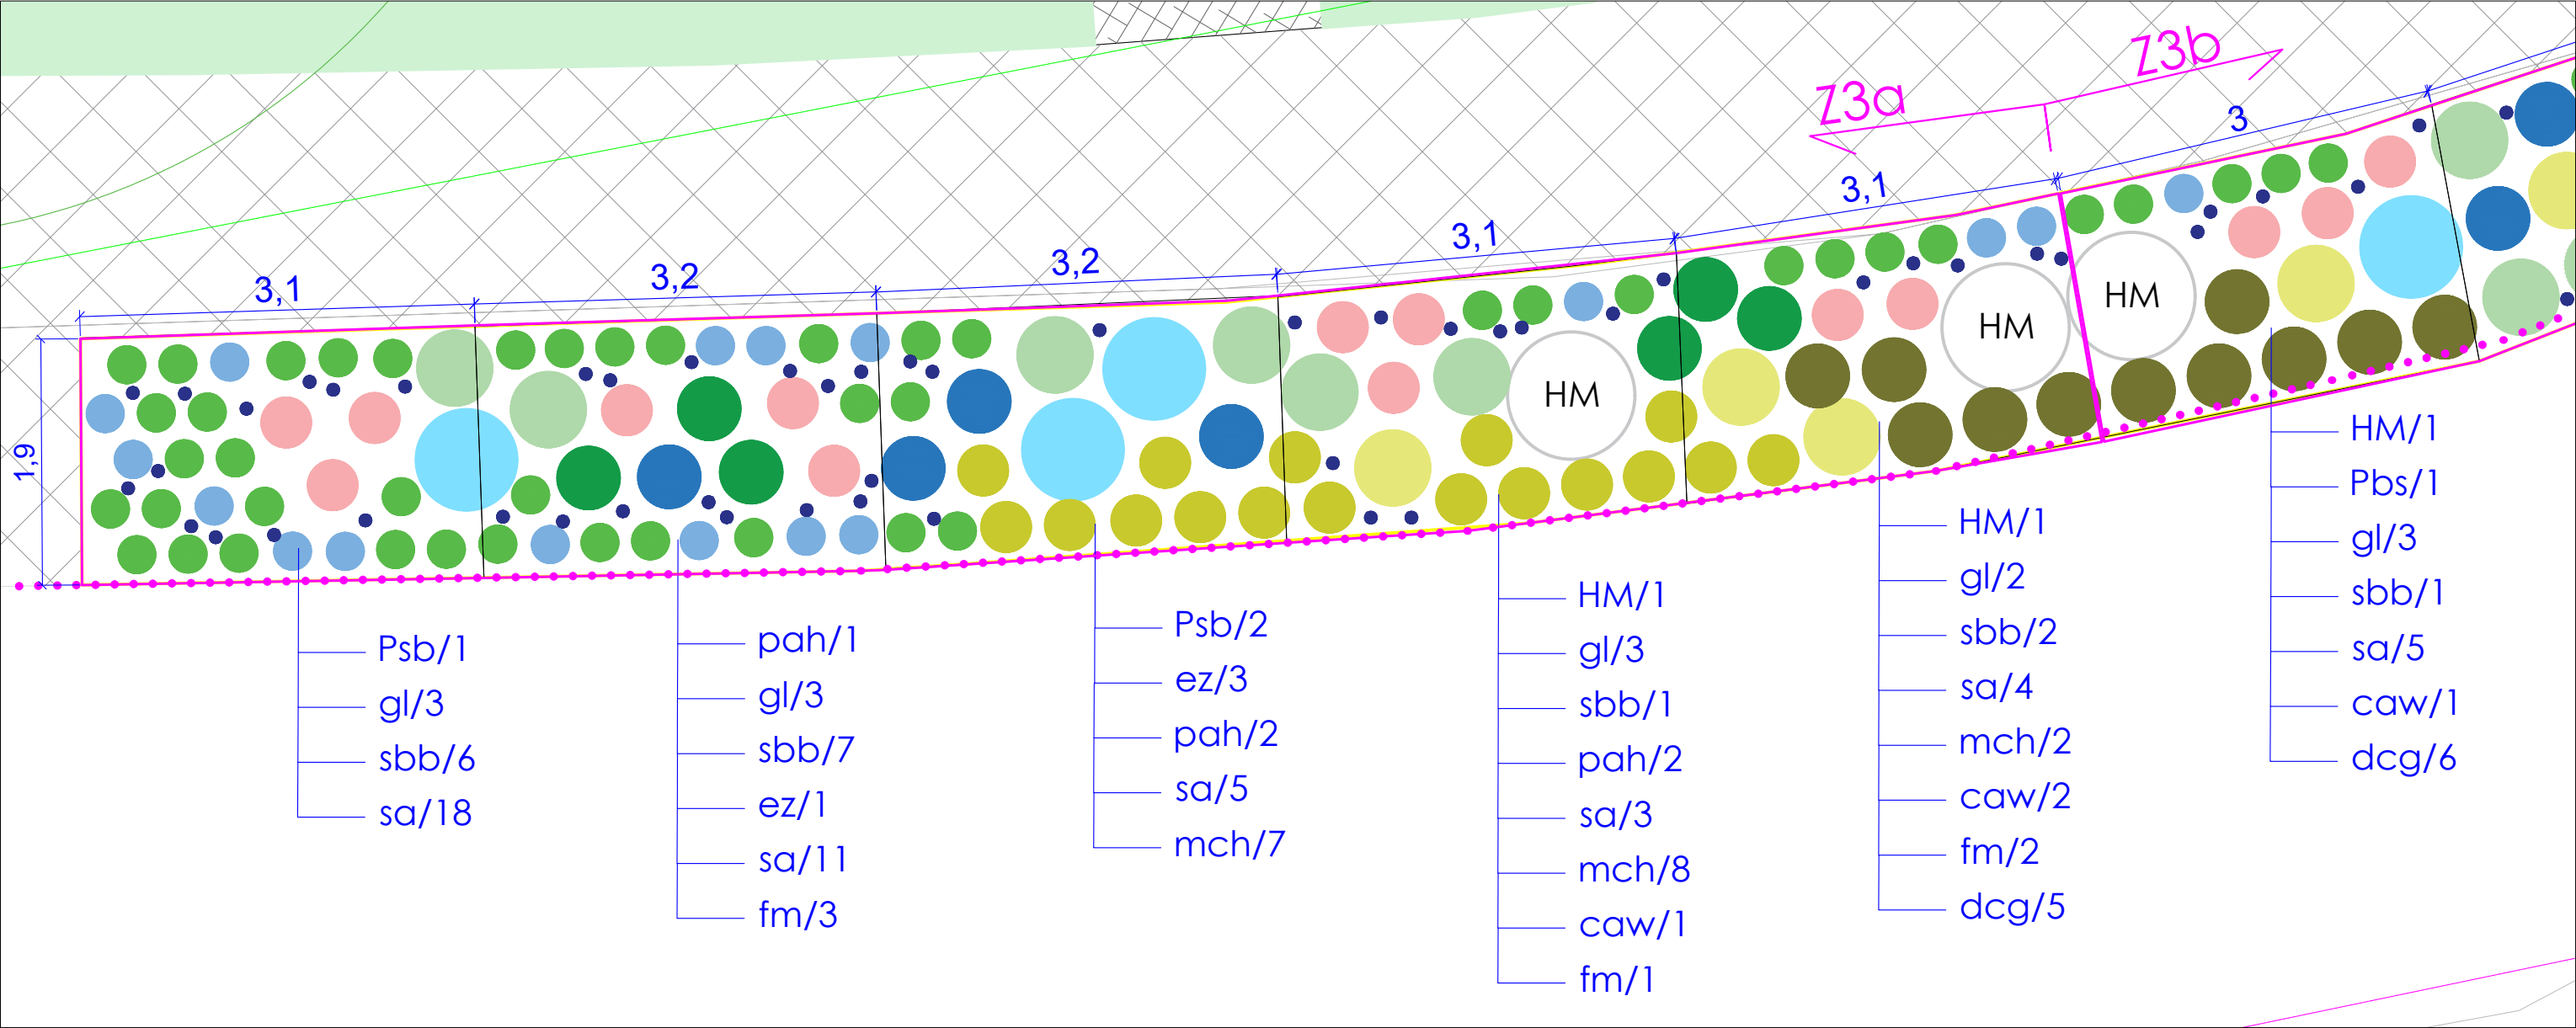 Z3b
Z3a
3
3,1
3,1
3,2
3,2
3,1
1,9
HM
HM
HM
Psb/1
gl/3
sbb/6
sa/18
pah/1
gl/3
sbb/7
ez/1
sa/11
fm/3
Psb/2
ez/3
pah/2
sa/5
mch/7
HM/1
gl/3
sbb/1
pah/2
sa/3
mch/8
caw/1
fm/1
HM/1
gl/2
sbb/2
sa/4
mch/2
caw/2
fm/2
dcg/5
HM/1
Pbs/1
gl/3
sbb/1
sa/5
caw/1
dcg/6